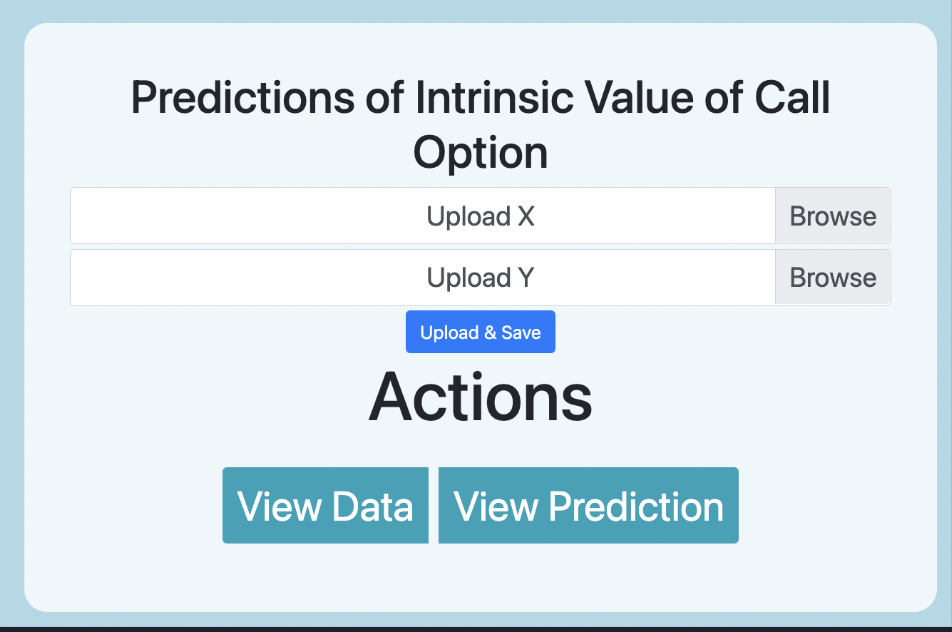 Predictions of Intrinsic Value of Call
Option
Upload X Browse
Upload Y Browse
Upload & Save
Actions
View Data View Prediction